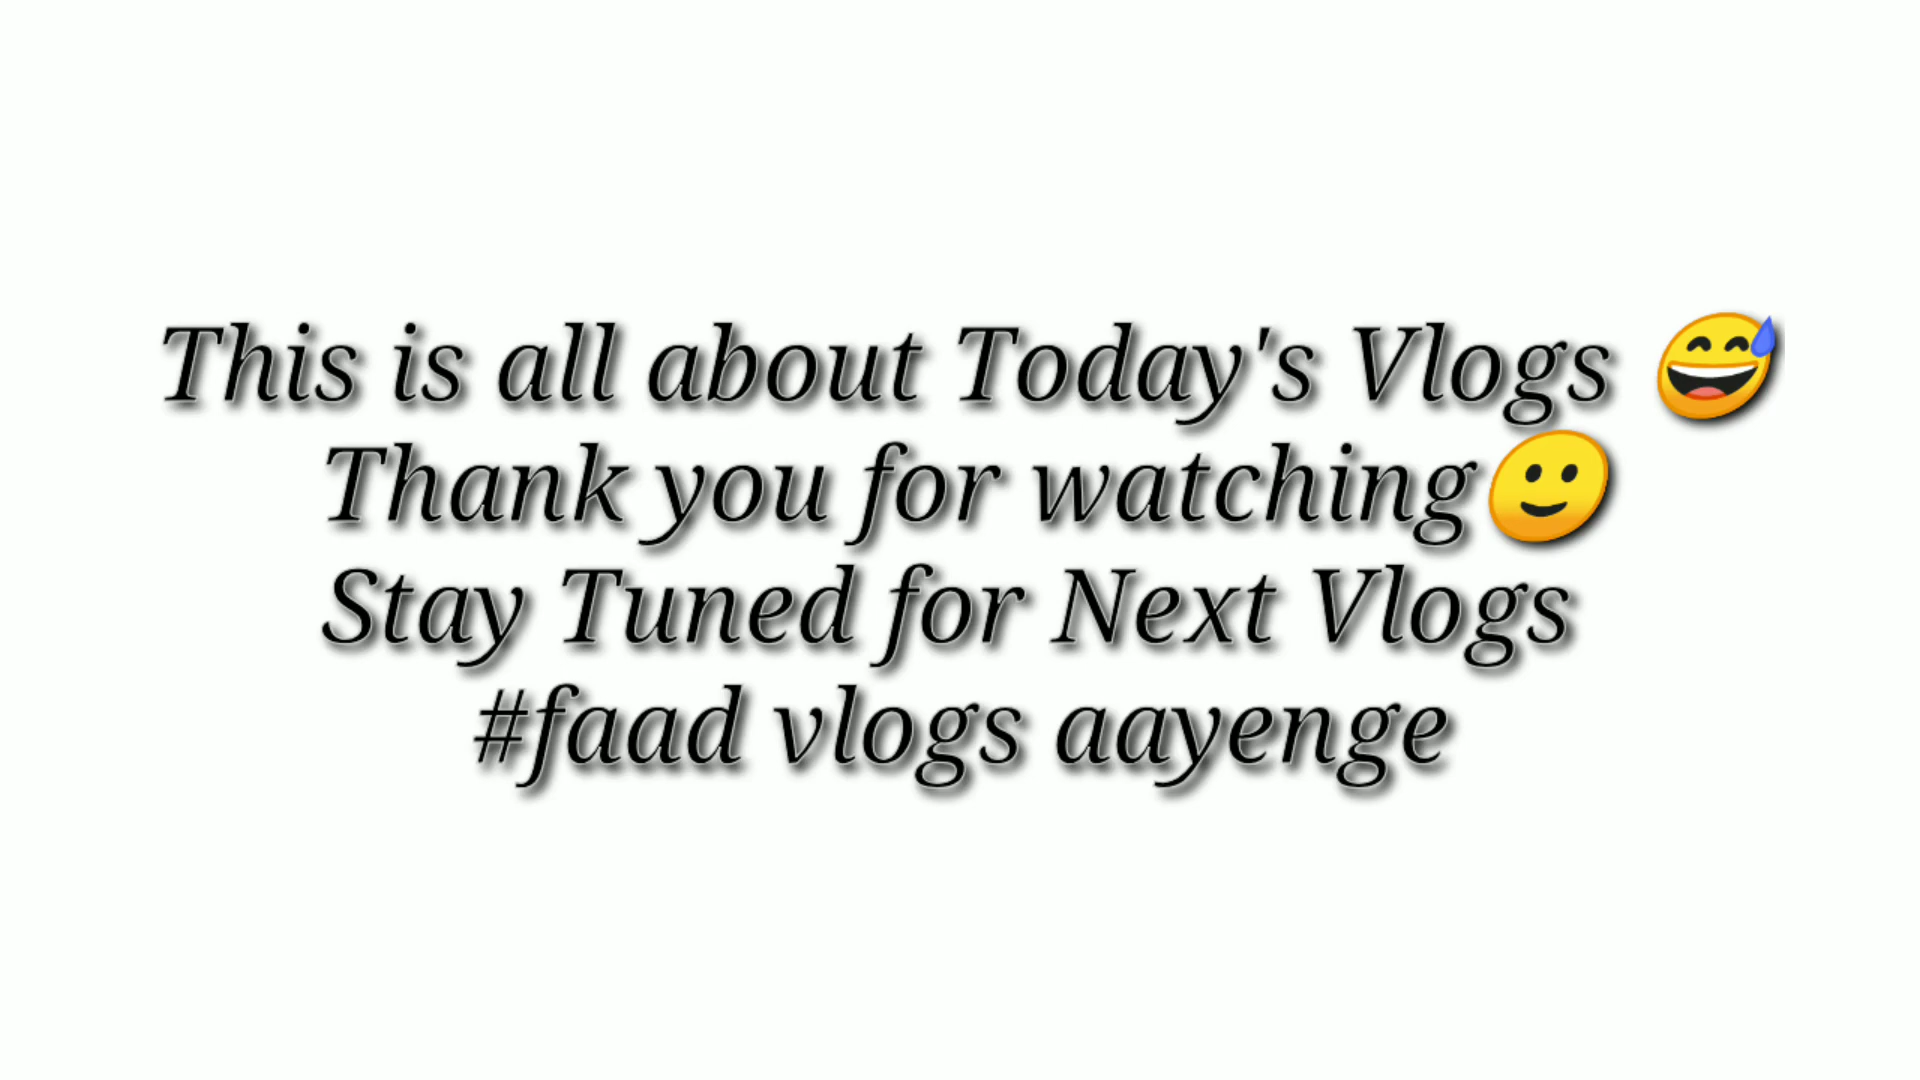 This is all about Today's Vlogs 😅
Thank you for watching🙂
Stay Tuned for Next Vlogs
#faad vlogs aayenge